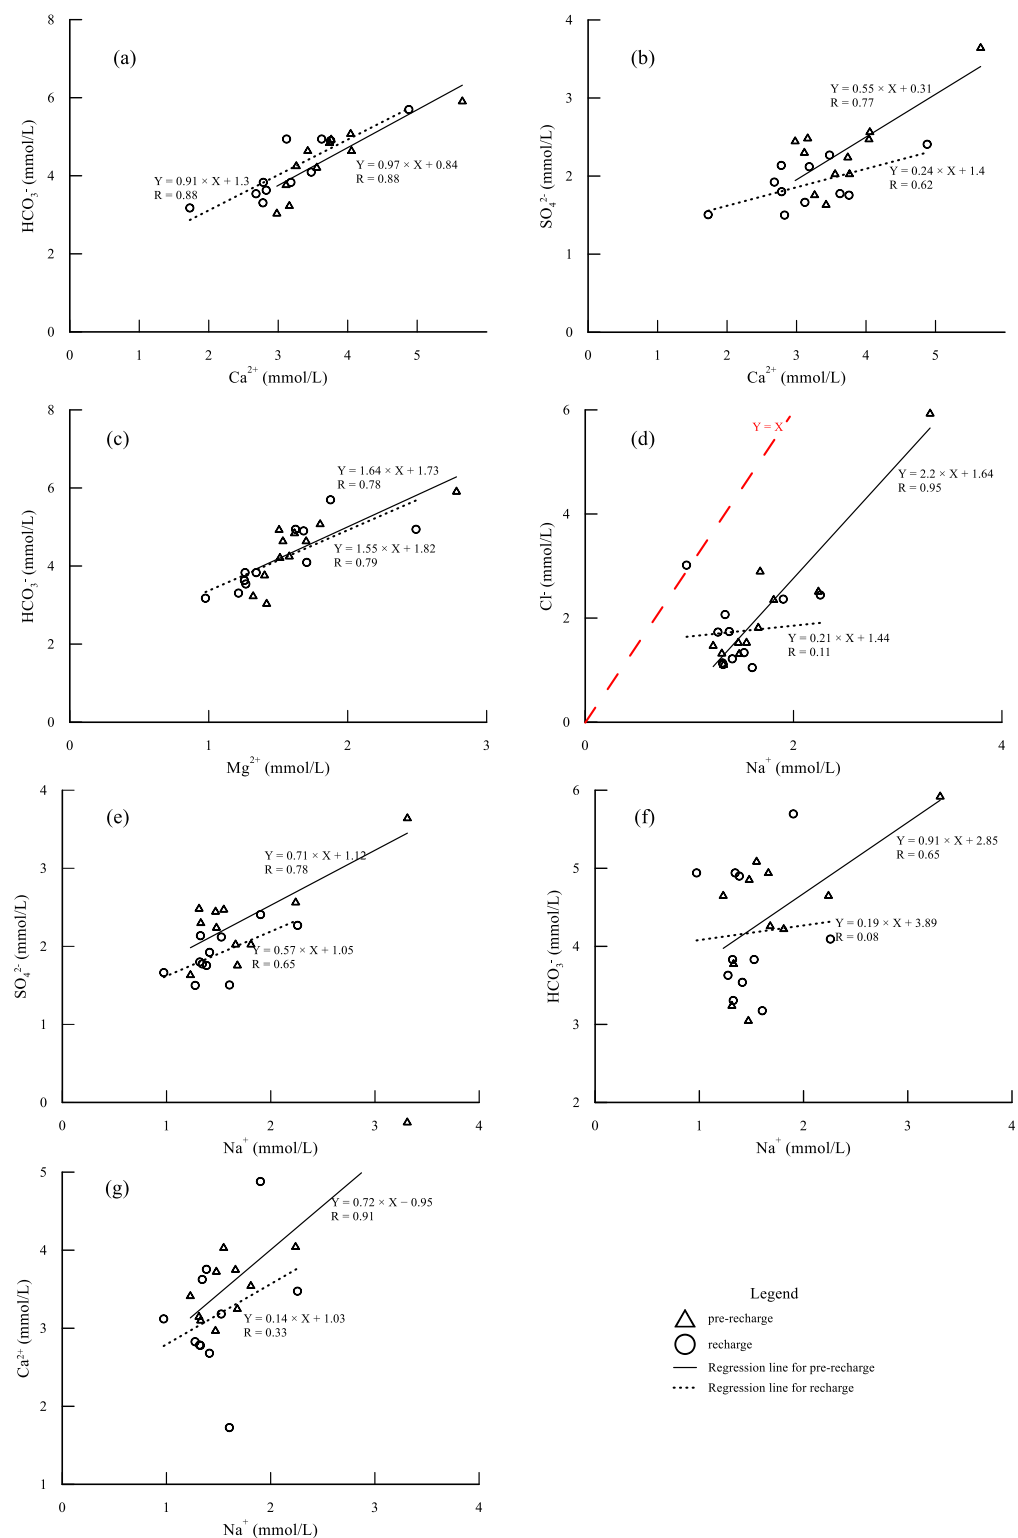 (a)
HCO₃⁻ (mmol/L)
8
6
4
2
0
Y = 0.91 × X + 1.3
R = 0.88
Y = 0.97 × X + 0.84
R = 0.88
0 1 2 3 4 5
Ca²⁺ (mmol/L)
(b)
SO₄²⁻ (mmol/L)
4
3
2
1
0
Y = 0.55 × X + 0.31
R = 0.77
Y = 0.24 × X + 1.4
R = 0.62
0 1 2 3 4 5
Ca²⁺ (mmol/L)
(c)
HCO₃⁻ (mmol/L)
8
6
4
2
0
Y = 1.64 × X + 1.73
R = 0.78
Y = 1.55 × X + 1.82
R = 0.79
0 1 2 3
Mg²⁺ (mmol/L)
(d)
Cl⁻ (mmol/L)
6
4
2
0
Y = X
Y = 2.2 × X + 1.64
R = 0.95
Y = 0.21 × X + 1.44
R = 0.11
0 2 4
Na⁺ (mmol/L)
(e)
SO₄²⁻ (mmol/L)
4
3
2
1
0
Y = 0.71 × X + 1.12
R = 0.78
Y = 0.57 × X + 1.05
R = 0.65
0 1 2 3 4
Na⁺ (mmol/L)
(f)
HCO₃⁻ (mmol/L)
6
5
4
3
2
Y = 0.91 × X + 2.85
R = 0.65
Y = 0.19 × X + 3.89
R = 0.08
0 1 2 3 4
Na⁺ (mmol/L)
(g)
Ca²⁺ (mmol/L)
5
4
3
2
1
Y = 0.72 × X − 0.95
R = 0.91
Y = 0.14 × X + 1.03
R = 0.33
0 1 2 3 4
Na⁺ (mmol/L)
Legend
pre-recharge
recharge
Regression line for pre-recharge
Regression line for recharge